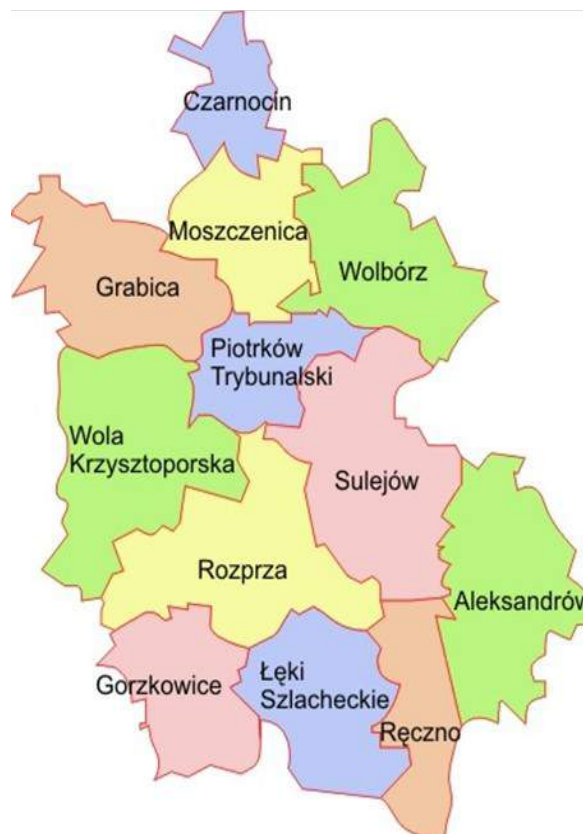 Czarnocin
Moszczenica
Wolbórz
Grabica
Piotrków
Trybunalski
Wola
Krzysztoporska
Sulejów
Rozprza
Aleksandrów
Gorzkowice
Łęki
Szlacheckie
Ręczno